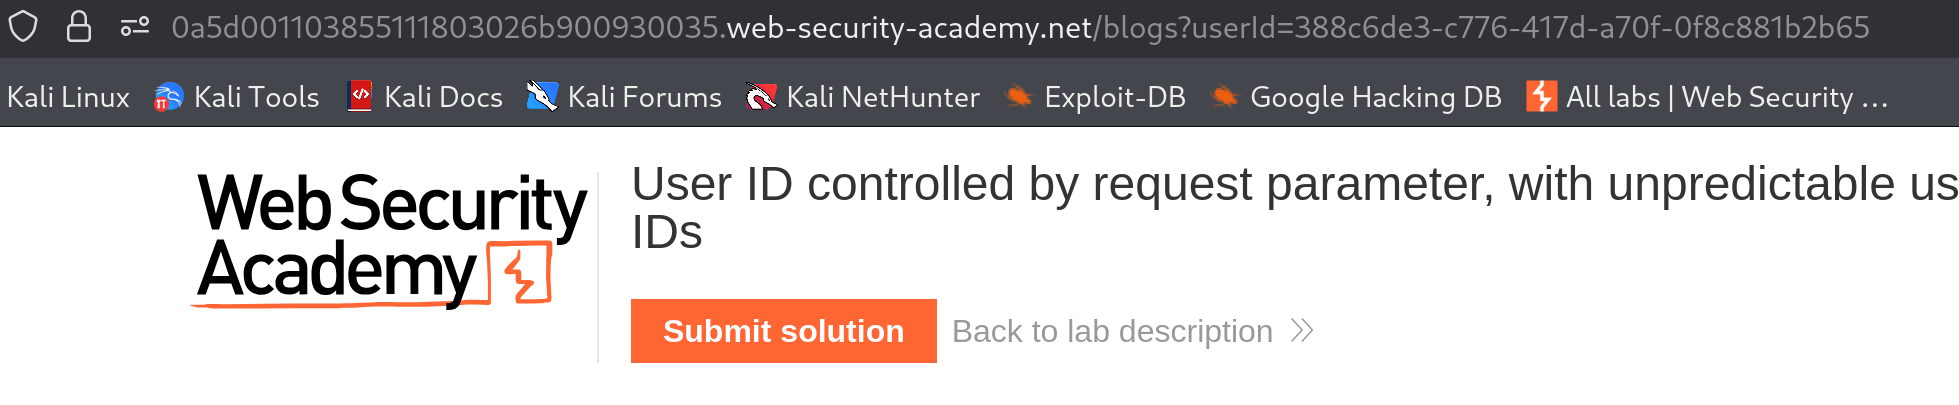 0a5d001103855111803026b900930035.web-security-academy.net/blogs?userId=388c6de3-c776-417d-a70f-0f8c881b2b65
Kali Linux Kali Tools Kali Docs Kali Forums Kali NetHunter Exploit-DB Google Hacking DB All labs | Web Security …
Web Security
Academy
User ID controlled by request parameter, with unpredictable us
IDs
Submit solution Back to lab description